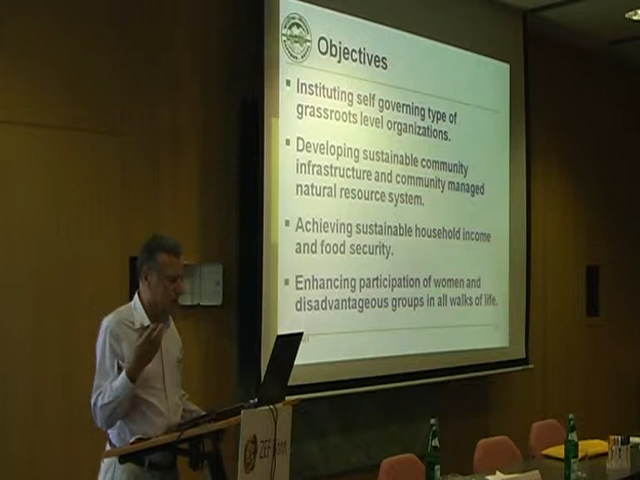 Objectives
▪ Instituting self governing type of
grassroots level organizations.
▪ Developing sustainable community
infrastructure and community managed
natural resource system.
▪ Achieving sustainable household income
and food security.
▪ Enhancing participation of women and
disadvantageous groups in all walks of life.
ZEF